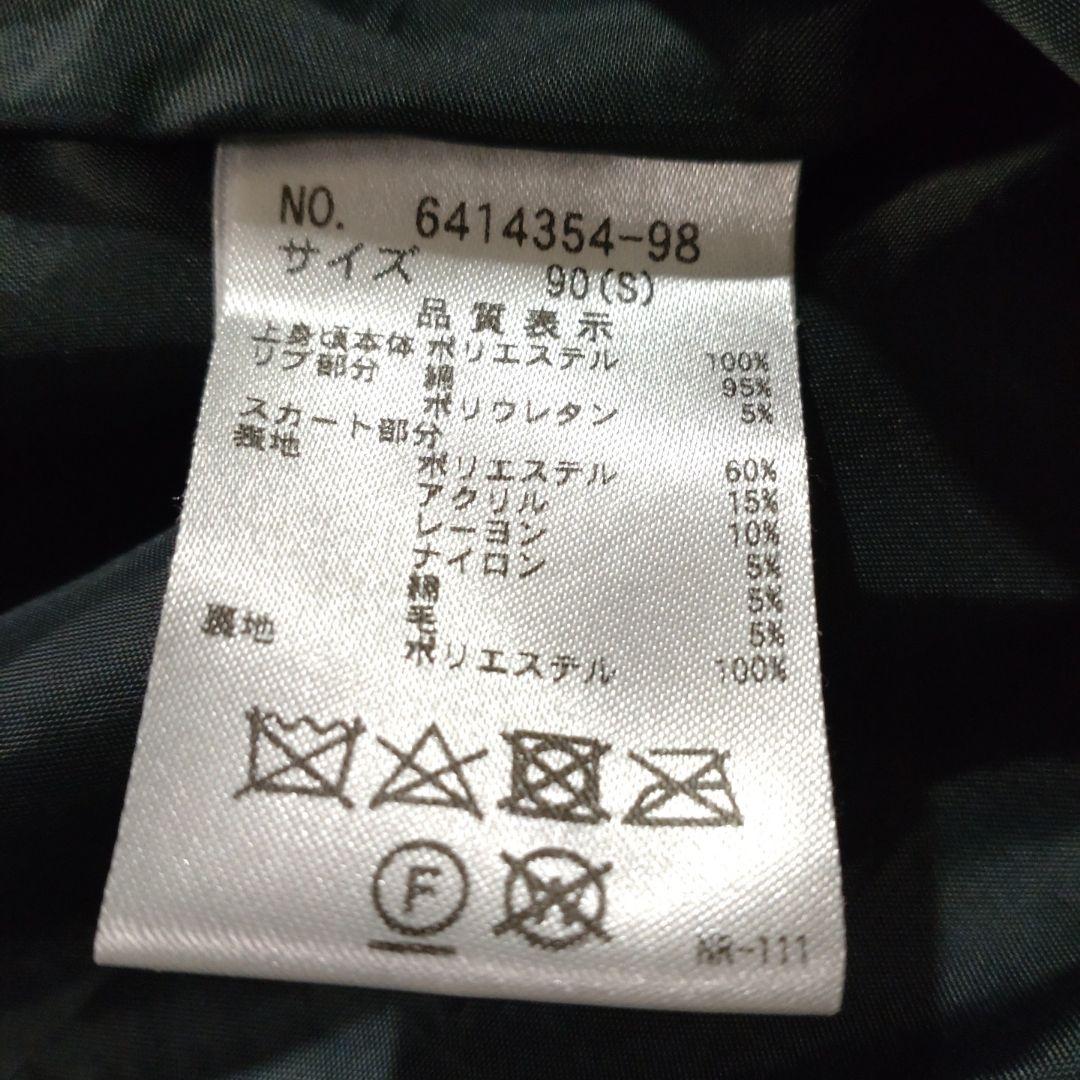 NO. 6414354-98
サイズ 90(S)
品質表示
上身頃本体 ポリエステル 100%
リブ部分 綿 95%
ポリウレタン 5%
スカート部分
表地 ポリエステル 60%
アクリル 15%
レーヨン 10%
ナイロン 5%
綿 5%
毛 5%
裏地 ポリエステル 100%
F
W
NR-111